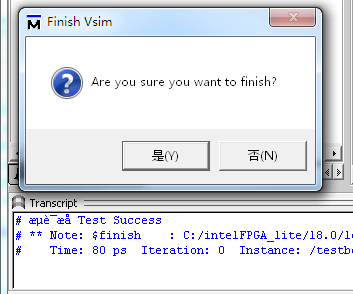 Finish Vsim
Are you sure you want to finish?
是(Y)
否(N)
Transcript
# æµè¯æå Test Success
# ** Note: $finish : C:/intelFPGA_lite/18.0/
# Time: 80 ps Iteration: 0 Instance: /testb